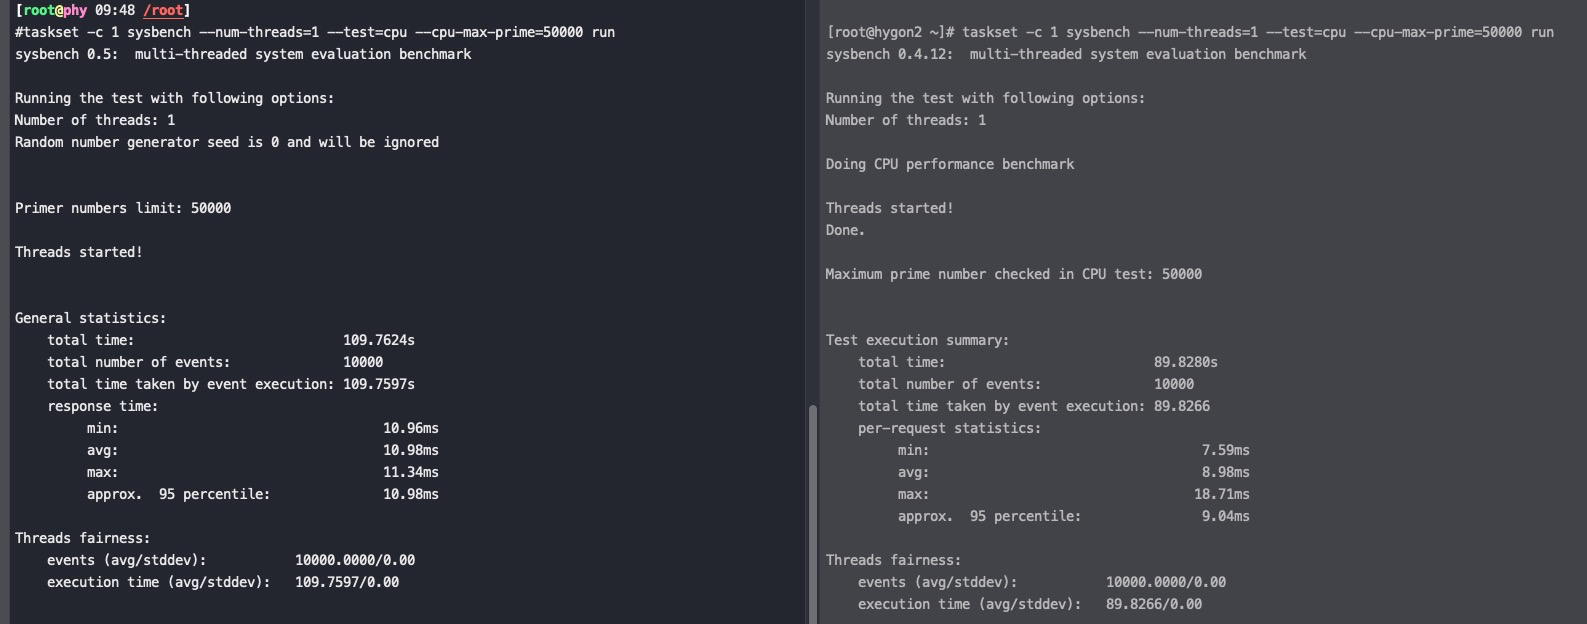 [root@phy 09:48 /root]
#taskset -c 1 sysbench --num-threads=1 --test=cpu --cpu-max-prime=50000 run
sysbench 0.5:  multi-threaded system evaluation benchmark

Running the test with following options:
Number of threads: 1
Random number generator seed is 0 and will be ignored

Primer numbers limit: 50000

Threads started!

General statistics:
    total time:                          109.7624s
    total number of events:              10000
    total time taken by event execution: 109.7597s
    response time:
         min:                                 10.96ms
         avg:                                 10.98ms
         max:                                 11.34ms
         approx.  95 percentile:              10.98ms

Threads fairness:
    events (avg/stddev):           10000.0000/0.00
    execution time (avg/stddev):   109.7597/0.00

[root@hygon2 ~]# taskset -c 1 sysbench --num-threads=1 --test=cpu --cpu-max-prime=50000 run
sysbench 0.4.12:  multi-threaded system evaluation benchmark

Running the test with following options:
Number of threads: 1

Doing CPU performance benchmark

Threads started!
Done.

Maximum prime number checked in CPU test: 50000

Test execution summary:
    total time:                          89.8280s
    total number of events:              10000
    total time taken by event execution: 89.8266
    per-request statistics:
         min:                                  7.59ms
         avg:                                  8.98ms
         max:                                 18.71ms
         approx.  95 percentile:               9.04ms

Threads fairness:
    events (avg/stddev):           10000.0000/0.00
    execution time (avg/stddev):   89.8266/0.00